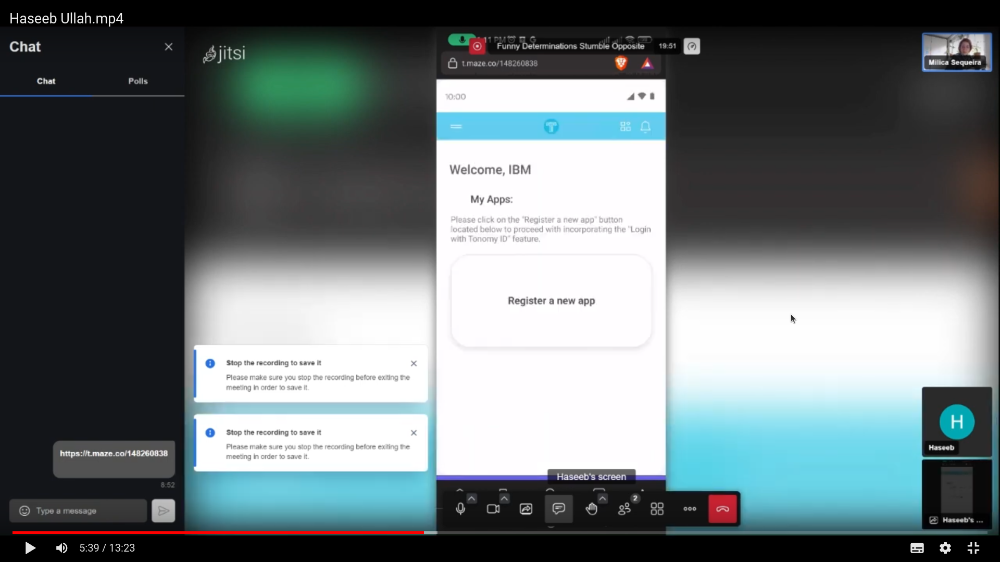 Haseeb Ullah.mp4
Chat
Chat
Polls
https://t.maze.co/148260838
8:52
Type a message
jitsi
Stop the recording to save it
Please make sure you stop the recording before exiting the
meeting in order to save it.
Stop the recording to save it
Please make sure you stop the recording before exiting the
meeting in order to save it.
11 PM
Funny Determinations Stumble Opposite
19:51
t.maze.co/148260838
10:00
Welcome, IBM
My Apps:
Please click on the "Register a new app" button
located below to proceed with incorporating the "Login
with Tonomy ID" feature.
Register a new app
Haseeb's screen
2
Milica Sequeira
H
Haseeb
Haseeb's ...
5:39 / 13:23